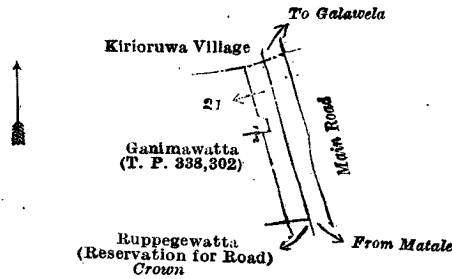 To Galawela
Kirioruwa Village
21
Ganimawatta
(T. P. 338,302)
Main Road
Ruppegewatta
(Reservation for Road)
Crown
From Matale